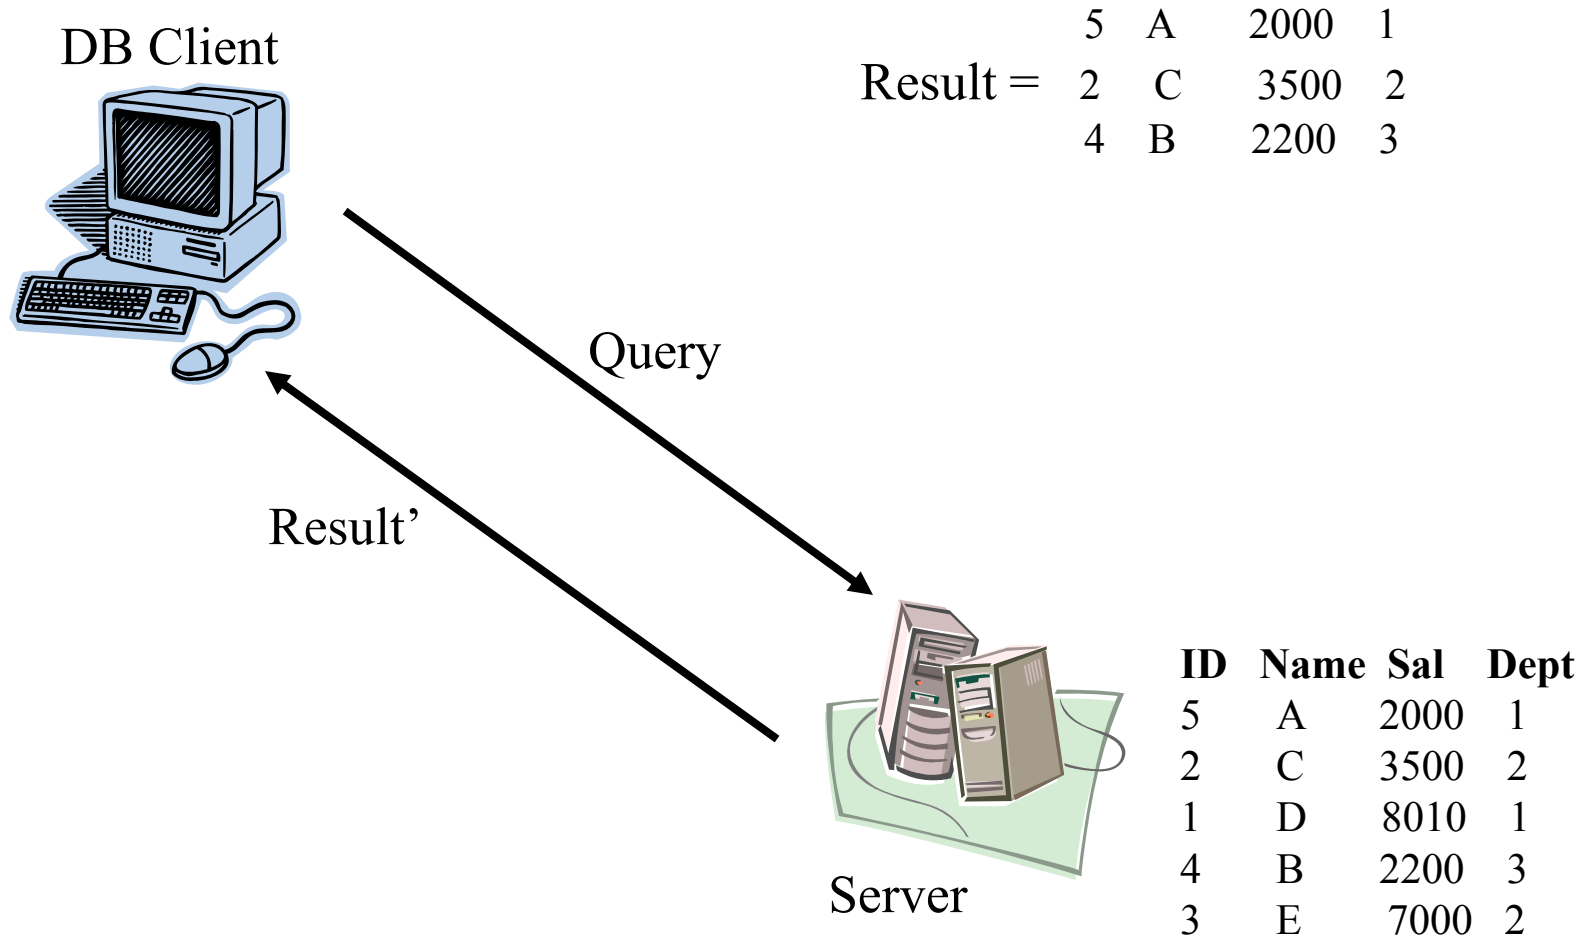 DB Client
5 A 2000 1
Result = 2 C 3500 2
4 B 2200 3
Query
Result’
Server
ID Name Sal Dept
5 A 2000 1
2 C 3500 2
1 D 8010 1
4 B 2200 3
3 E 7000 2